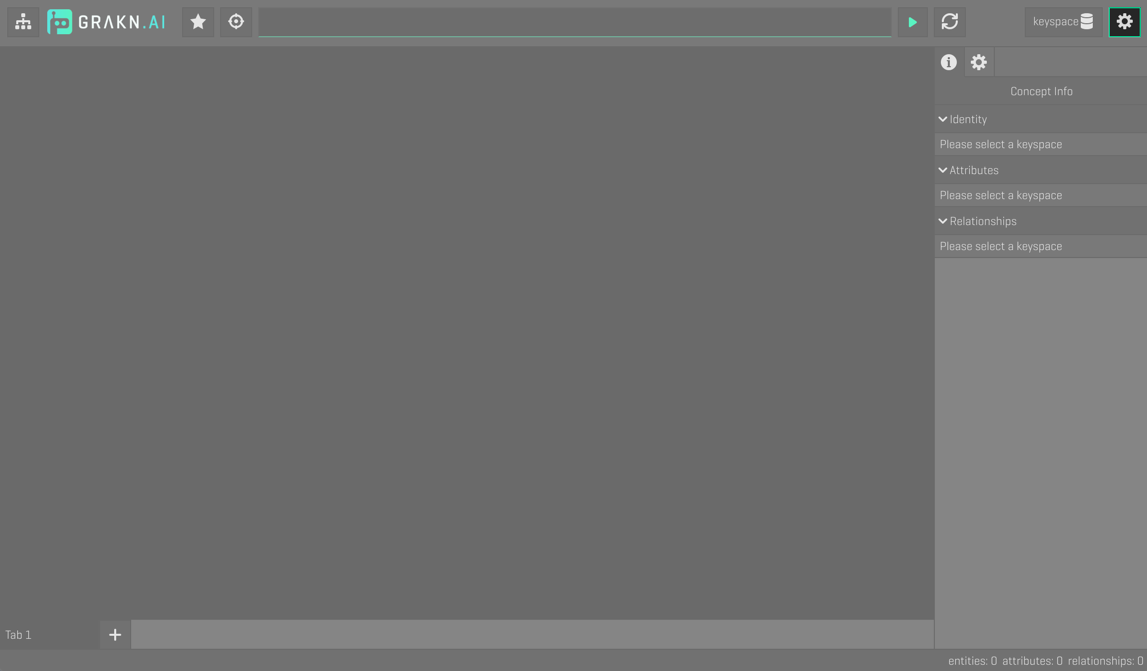 GRAKN.AI
keyspace
Concept Info
Identity
Please select a keyspace
Attributes
Please select a keyspace
Relationships
Please select a keyspace
Tab 1
entities: 0 attributes: 0 relationships: 0